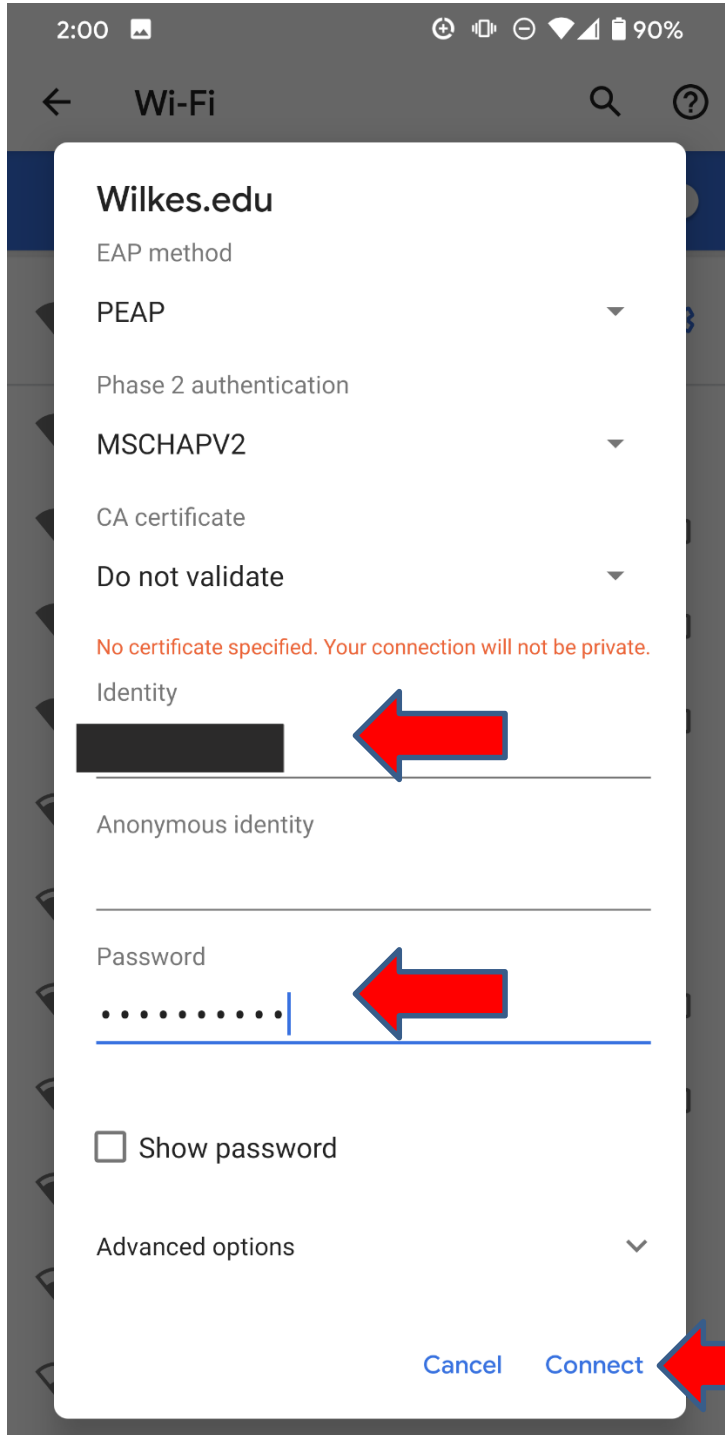 2:00 90%
Wi-Fi
Wilkes.edu
EAP method
PEAP
Phase 2 authentication
MSCHAPV2
CA certificate
Do not validate
No certificate specified. Your connection will not be private.
Identity
Anonymous identity
Password
••••••••••
Show password
Advanced options
Cancel Connect